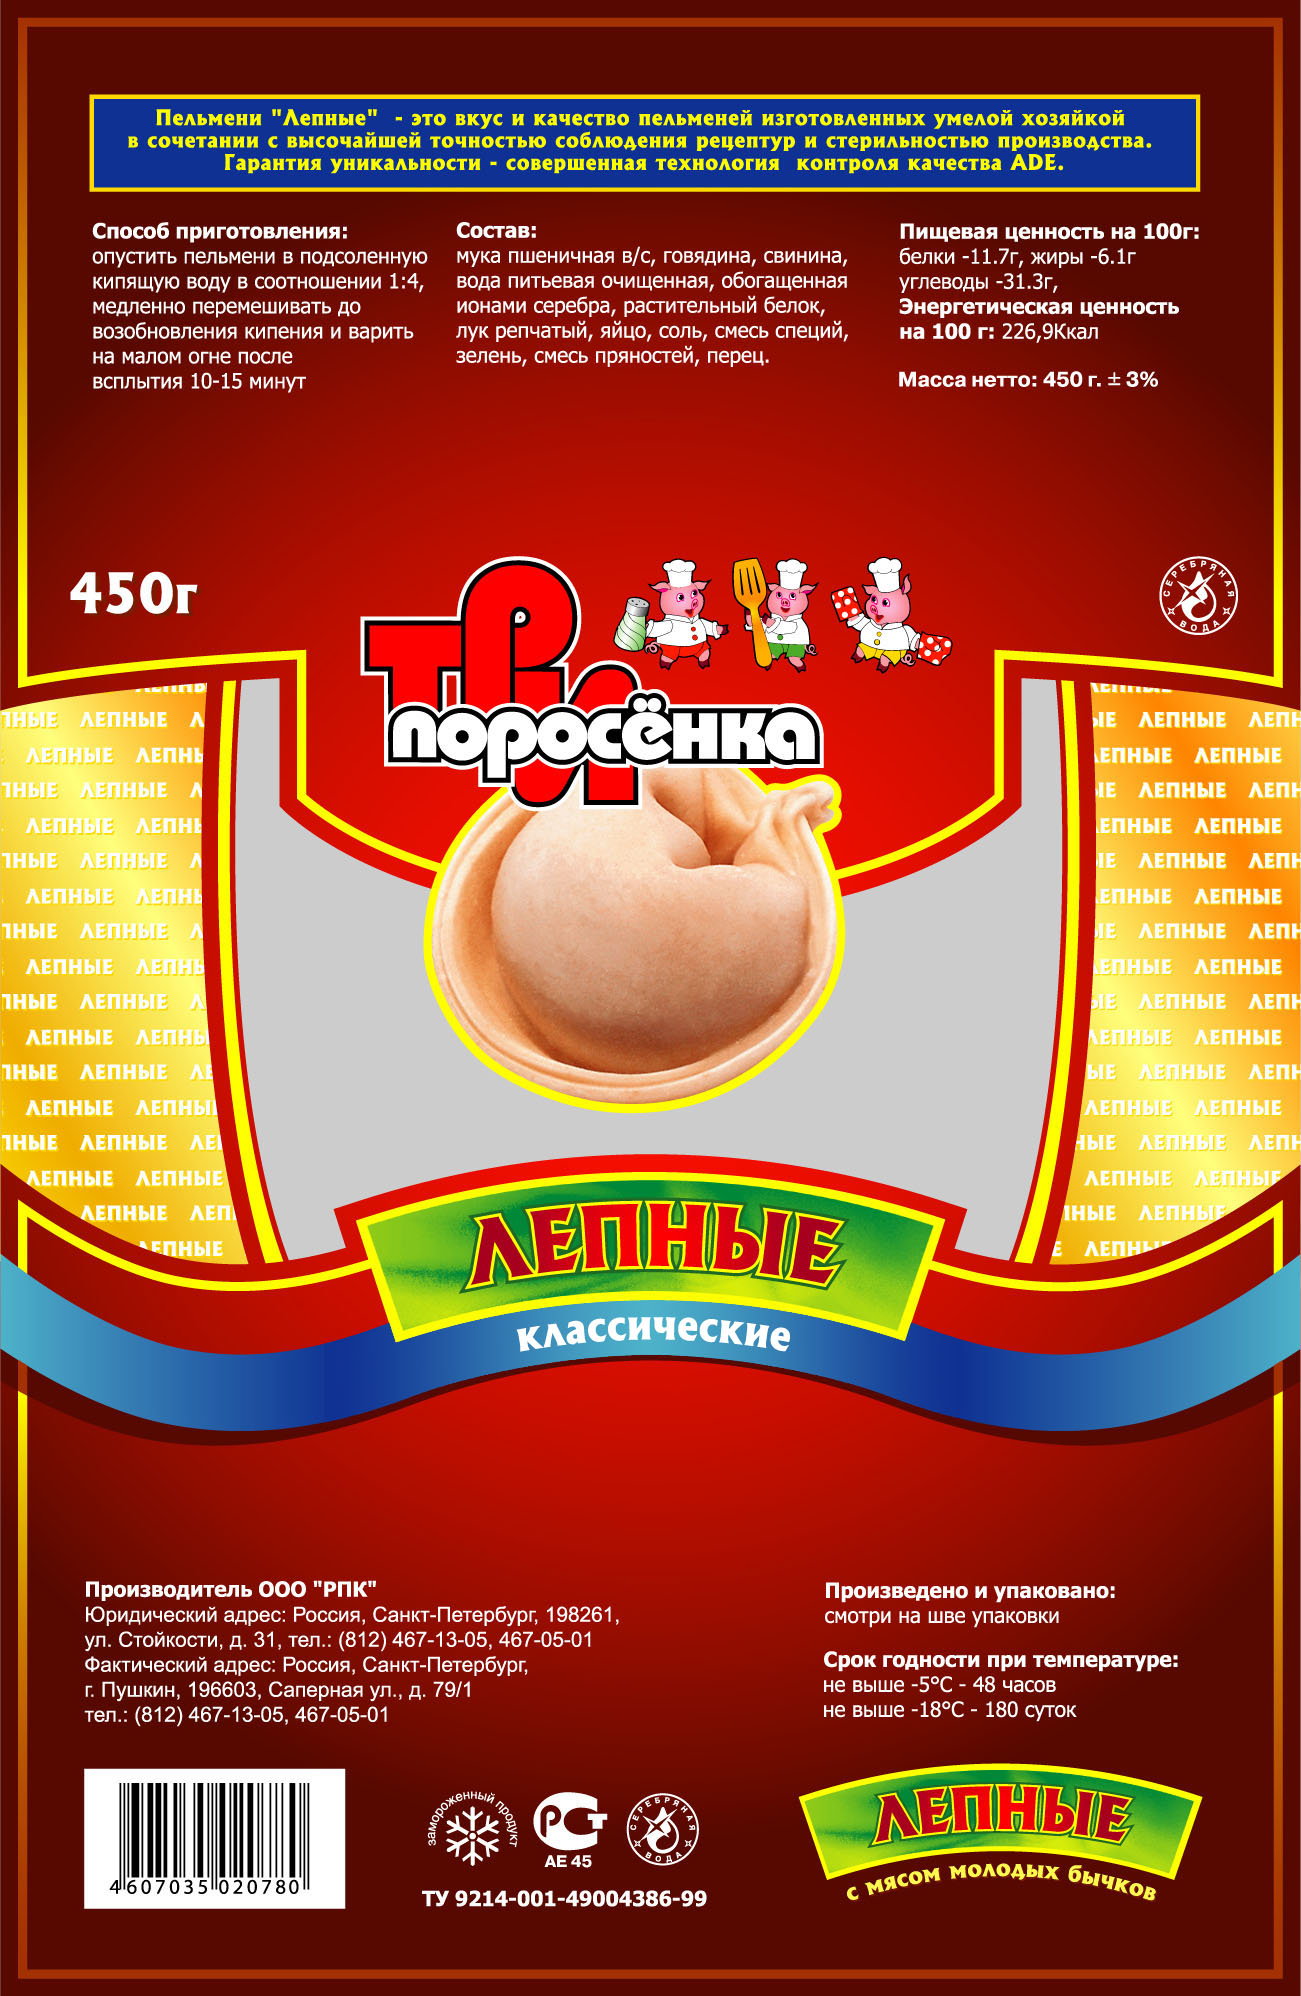 Пельмени "Лепные" - это вкус и качество пельменей изготовленных умелой хозяйкой
в сочетании с высочайшей точностью соблюдения рецептур и стерильностью производства.
Гарантия уникальности - совершенная технология контроля качества ADE.
Способ приготовления:
опустить пельмени в подсоленную
кипящую воду в соотношении 1:4,
медленно перемешивать до
возобновления кипения и варить
на малом огне после
всплытия 10-15 минут
Состав:
мука пшеничная в/с, говядина, свинина,
вода питьевая очищенная, обогащенная
ионами серебра, растительный белок,
лук репчатый, яйцо, соль, смесь специй,
зелень, смесь пряностей, перец.
Пищевая ценность на 100г:
белки -11.7г, жиры -6.1г
углеводы -31.3г,
Энергетическая ценность
на 100 г: 226,9Ккал
Масса нетто: 450 г. ± 3%
450г
ТРИ
поросёнка
СЕРЕБРЯНАЯ
ВОДА
ЛЕПНЫЕ
классические
Производитель ООО "РПК"
Юридический адрес: Россия, Санкт-Петербург, 198261,
ул. Стойкости, д. 31, тел.: (812) 467-13-05, 467-05-01
Фактический адрес: Россия, Санкт-Петербург,
г. Пушкин, 196603, Саперная ул., д. 79/1
тел.: (812) 467-13-05, 467-05-01
Произведено и упаковано:
смотри на шве упаковки
Срок годности при температуре:
не выше -5°С - 48 часов
не выше -18°С - 180 суток
4607035020780
замороженный продукт
РСТ
АЕ 45
СЕРЕБРЯНАЯ
ВОДА
ТУ 9214-001-49004386-99
ЛЕПНЫЕ
с мясом молодых бычков